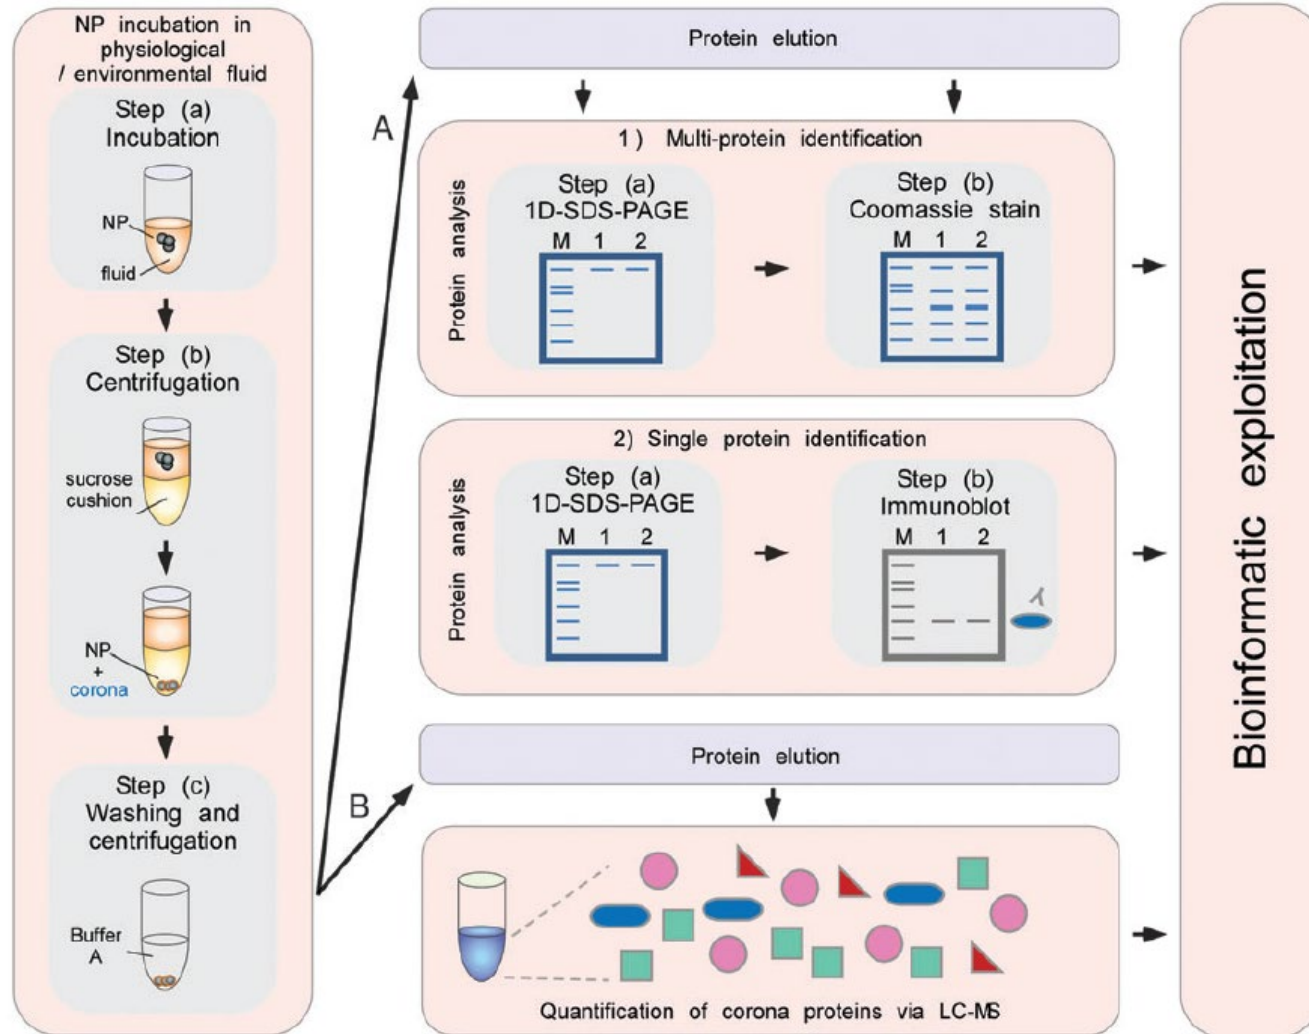 NP incubation in
physiological
/ environmental fluid
Step (a)
Incubation
NP
fluid
Step (b)
Centrifugation
sucrose
cushion
NP
+
corona
Step (c)
Washing and
centrifugation
Buffer
A
A
B
Protein elution
1) Multi-protein identification
Protein analysis
Step (a)
1D-SDS-PAGE
M 1 2
Step (b)
Coomassie stain
M 1 2
2) Single protein identification
Protein analysis
Step (a)
1D-SDS-PAGE
M 1 2
Step (b)
Immunoblot
M 1 2
Protein elution
Quantification of corona proteins via LC-MS
Bioinformatic exploitation